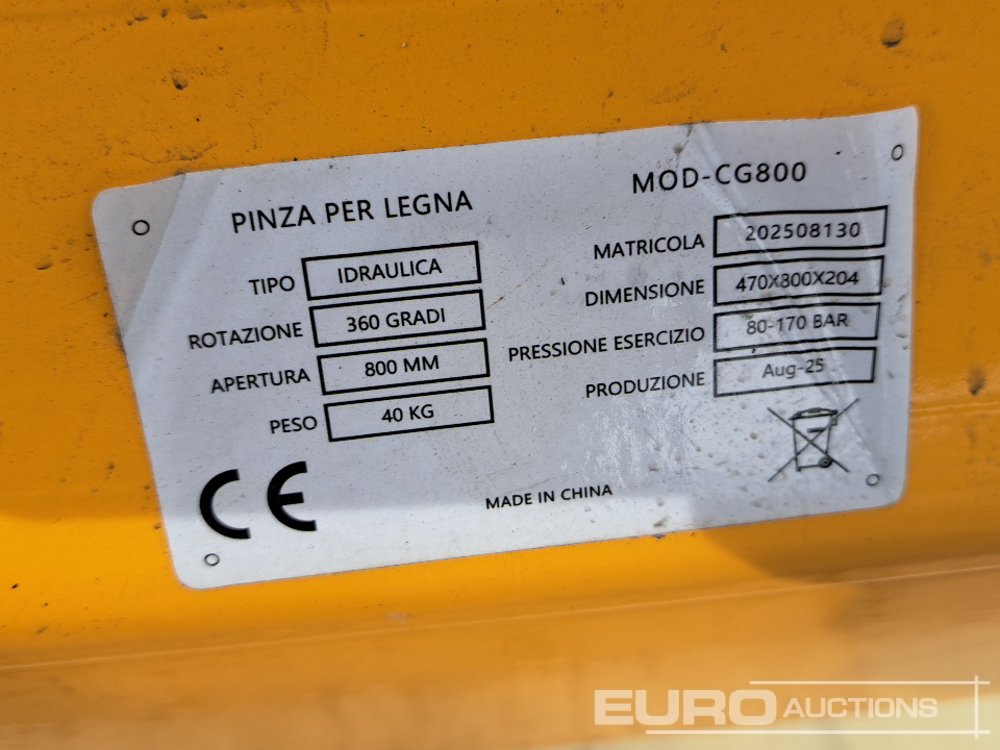 PINZA PER LEGNA
MOD-CG800
TIPO IDRAULICA
ROTAZIONE 360 GRADI
APERTURA 800 MM
PESO 40 KG
MATRICOLA 202508130
DIMENSIONE 470X800X204
PRESSIONE ESERCIZIO 80-170 BAR
PRODUZIONE Aug-25
CE
MADE IN CHINA
EURO AUCTIONS